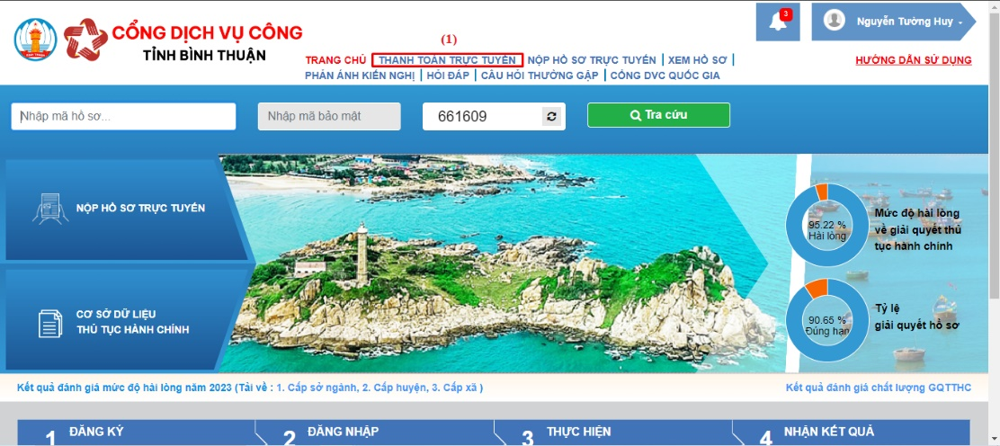 3
Nguyễn Tường Huy
CỔNG DỊCH VỤ CÔNG
TỈNH BÌNH THUẬN
(1)
TRANG CHỦ THANH TOÁN TRỰC TUYẾN NỘP HỒ SƠ TRỰC TUYẾN | XEM HỒ SƠ |
PHẢN ÁNH KIẾN NGHỊ | HỎI ĐÁP | CÂU HỎI THƯỜNG GẶP | CỔNG DVC QUỐC GIA
HƯỚNG DẪN SỬ DỤNG
Nhập mã hồ sơ... Nhập mã bảo mật 661609 Tra cứu
NỘP HỒ SƠ TRỰC TUYẾN
CƠ SỞ DỮ LIỆU
THỦ TỤC HÀNH CHÍNH
95.22 %
Hài lòng
Mức độ hài lòng
về giải quyết thủ
tục hành chính
90.65 %
Đúng hạn
Tỷ lệ
giải quyết hồ sơ
Kết quả đánh giá mức độ hài lòng năm 2023 (Tải về : 1. Cấp sở ngành, 2. Cấp huyện, 3. Cấp xã )
Kết quả đánh giá chất lượng GQTTHC
1 ĐĂNG KÝ
2 ĐĂNG NHẬP
3 THỰC HIỆN
4 NHẬN KẾT QUẢ